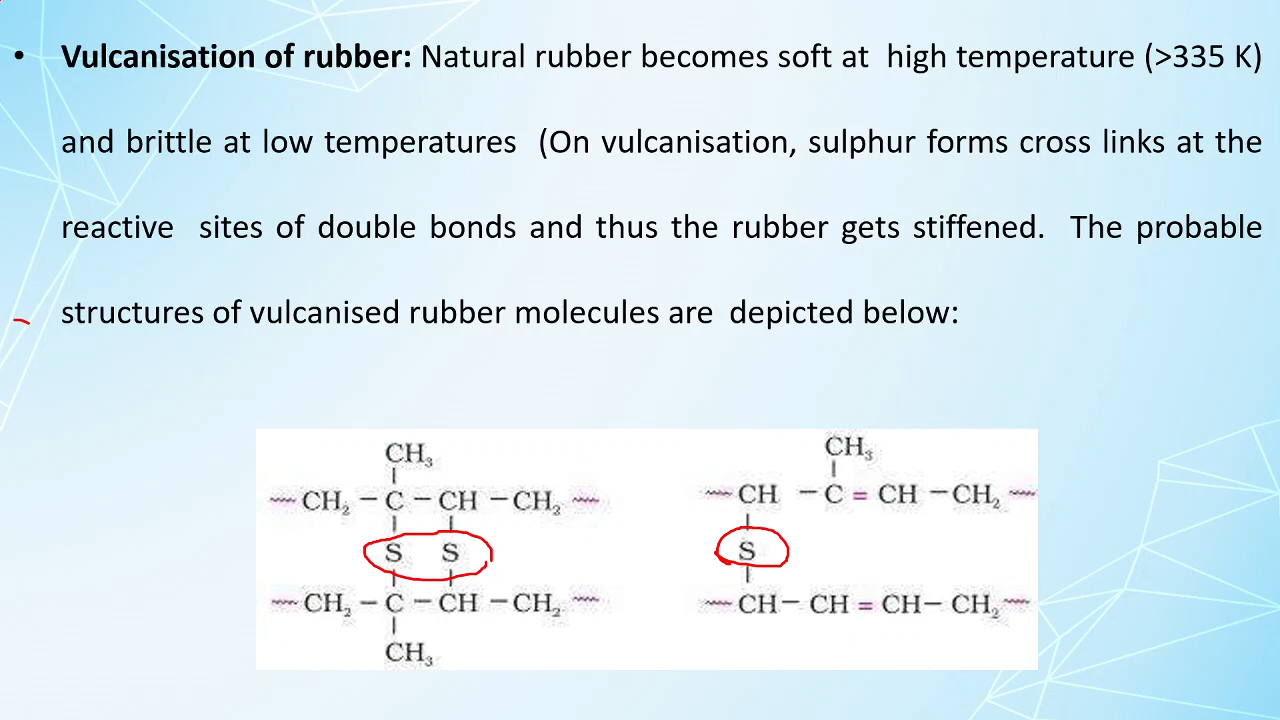 • Vulcanisation of rubber: Natural rubber becomes soft at high temperature (>335 K)
and brittle at low temperatures (On vulcanisation, sulphur forms cross links at the
reactive sites of double bonds and thus the rubber gets stiffened. The probable
structures of vulcanised rubber molecules are depicted below:
CH₃
CH₂ – C – CH – CH₂
S S
CH₂ – C – CH – CH₂
CH₃
CH₃
CH – C = CH – CH₂
S
CH – CH = CH – CH₂